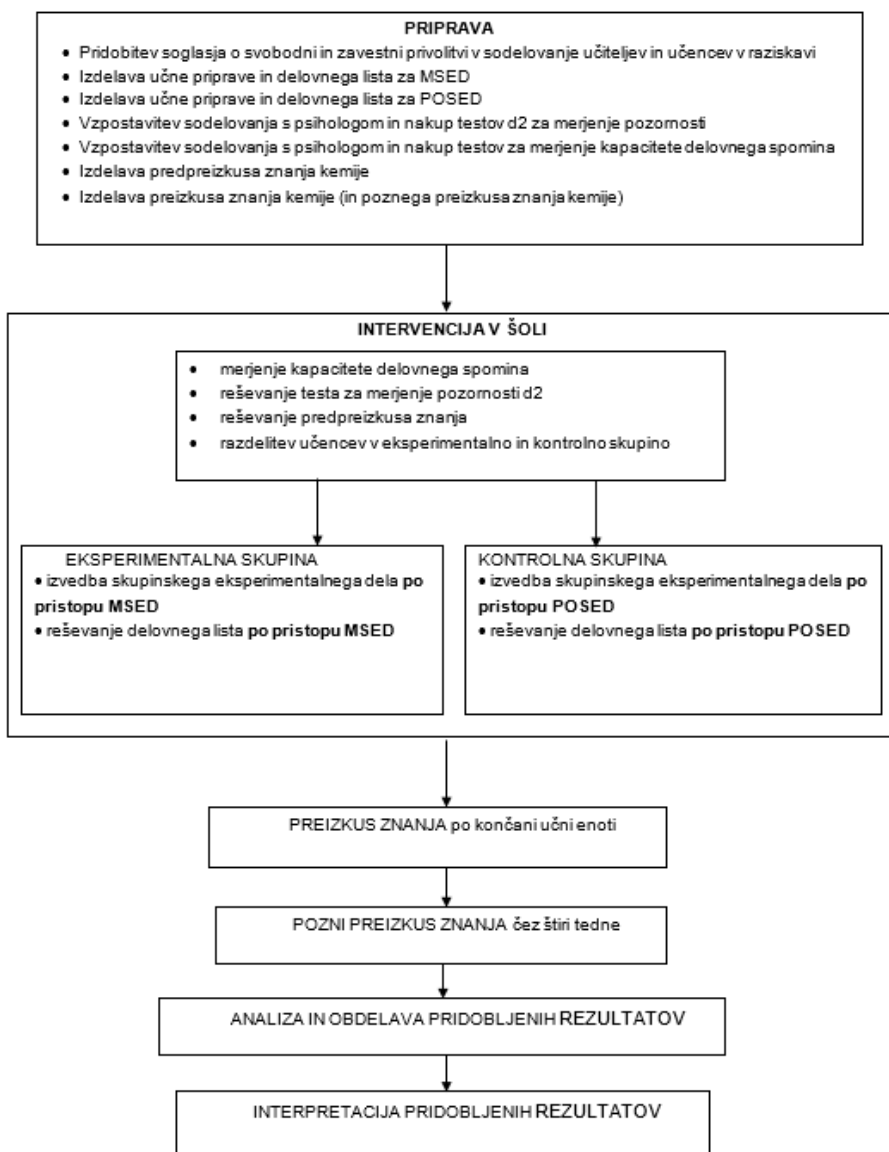 PRIPRAVA
• Pridobitev soglasja o svobodni in zavestni privolitvi v sodelovanje učiteljev in učencev v raziskavi
• Izdelava učne priprave in delovnega lista za MSED
• Izdelava učne priprave in delovnega lista za POSED
• Vzpostavitev sodelovanja s psihologom in nakup testov d2 za merjenje pozornosti
• Vzpostavitev sodelovanja s psihologom in nakup testov za merjenje kapacitete delovnega spomina
• Izdelava predpreizkusa znanja kemije
• Izdelava preizkusa znanja kemije (in poznega preizkusa znanja kemije)
INTERVENCIJA V ŠOLI
• merjenje kapacitete delovnega spomina
• reševanje testa za merjenje pozornosti d2
• reševanje predpreizkusa znanja
• razdelitev učencev v eksperimentalno in kontrolno skupino
EKSPERIMENTALNA SKUPINA
• izvedba skupinskega eksperimentalnega dela po
pristopu MSED
• reševanje delovnega lista po pristopu MSED
KONTROLNA SKUPINA
• izvedba skupinskega eksperimentalnega dela po
pristopu POSED
• reševanje delovnega lista po pristopu POSED
PREIZKUS ZNANJA po končani učni enoti
POZNI PREIZKUS ZNANJA čez štiri tedne
ANALIZA IN OBDELAVA PRIDOBLJENIH REZULTATOV
INTERPRETACIJA PRIDOBLJENIH REZULTATOV